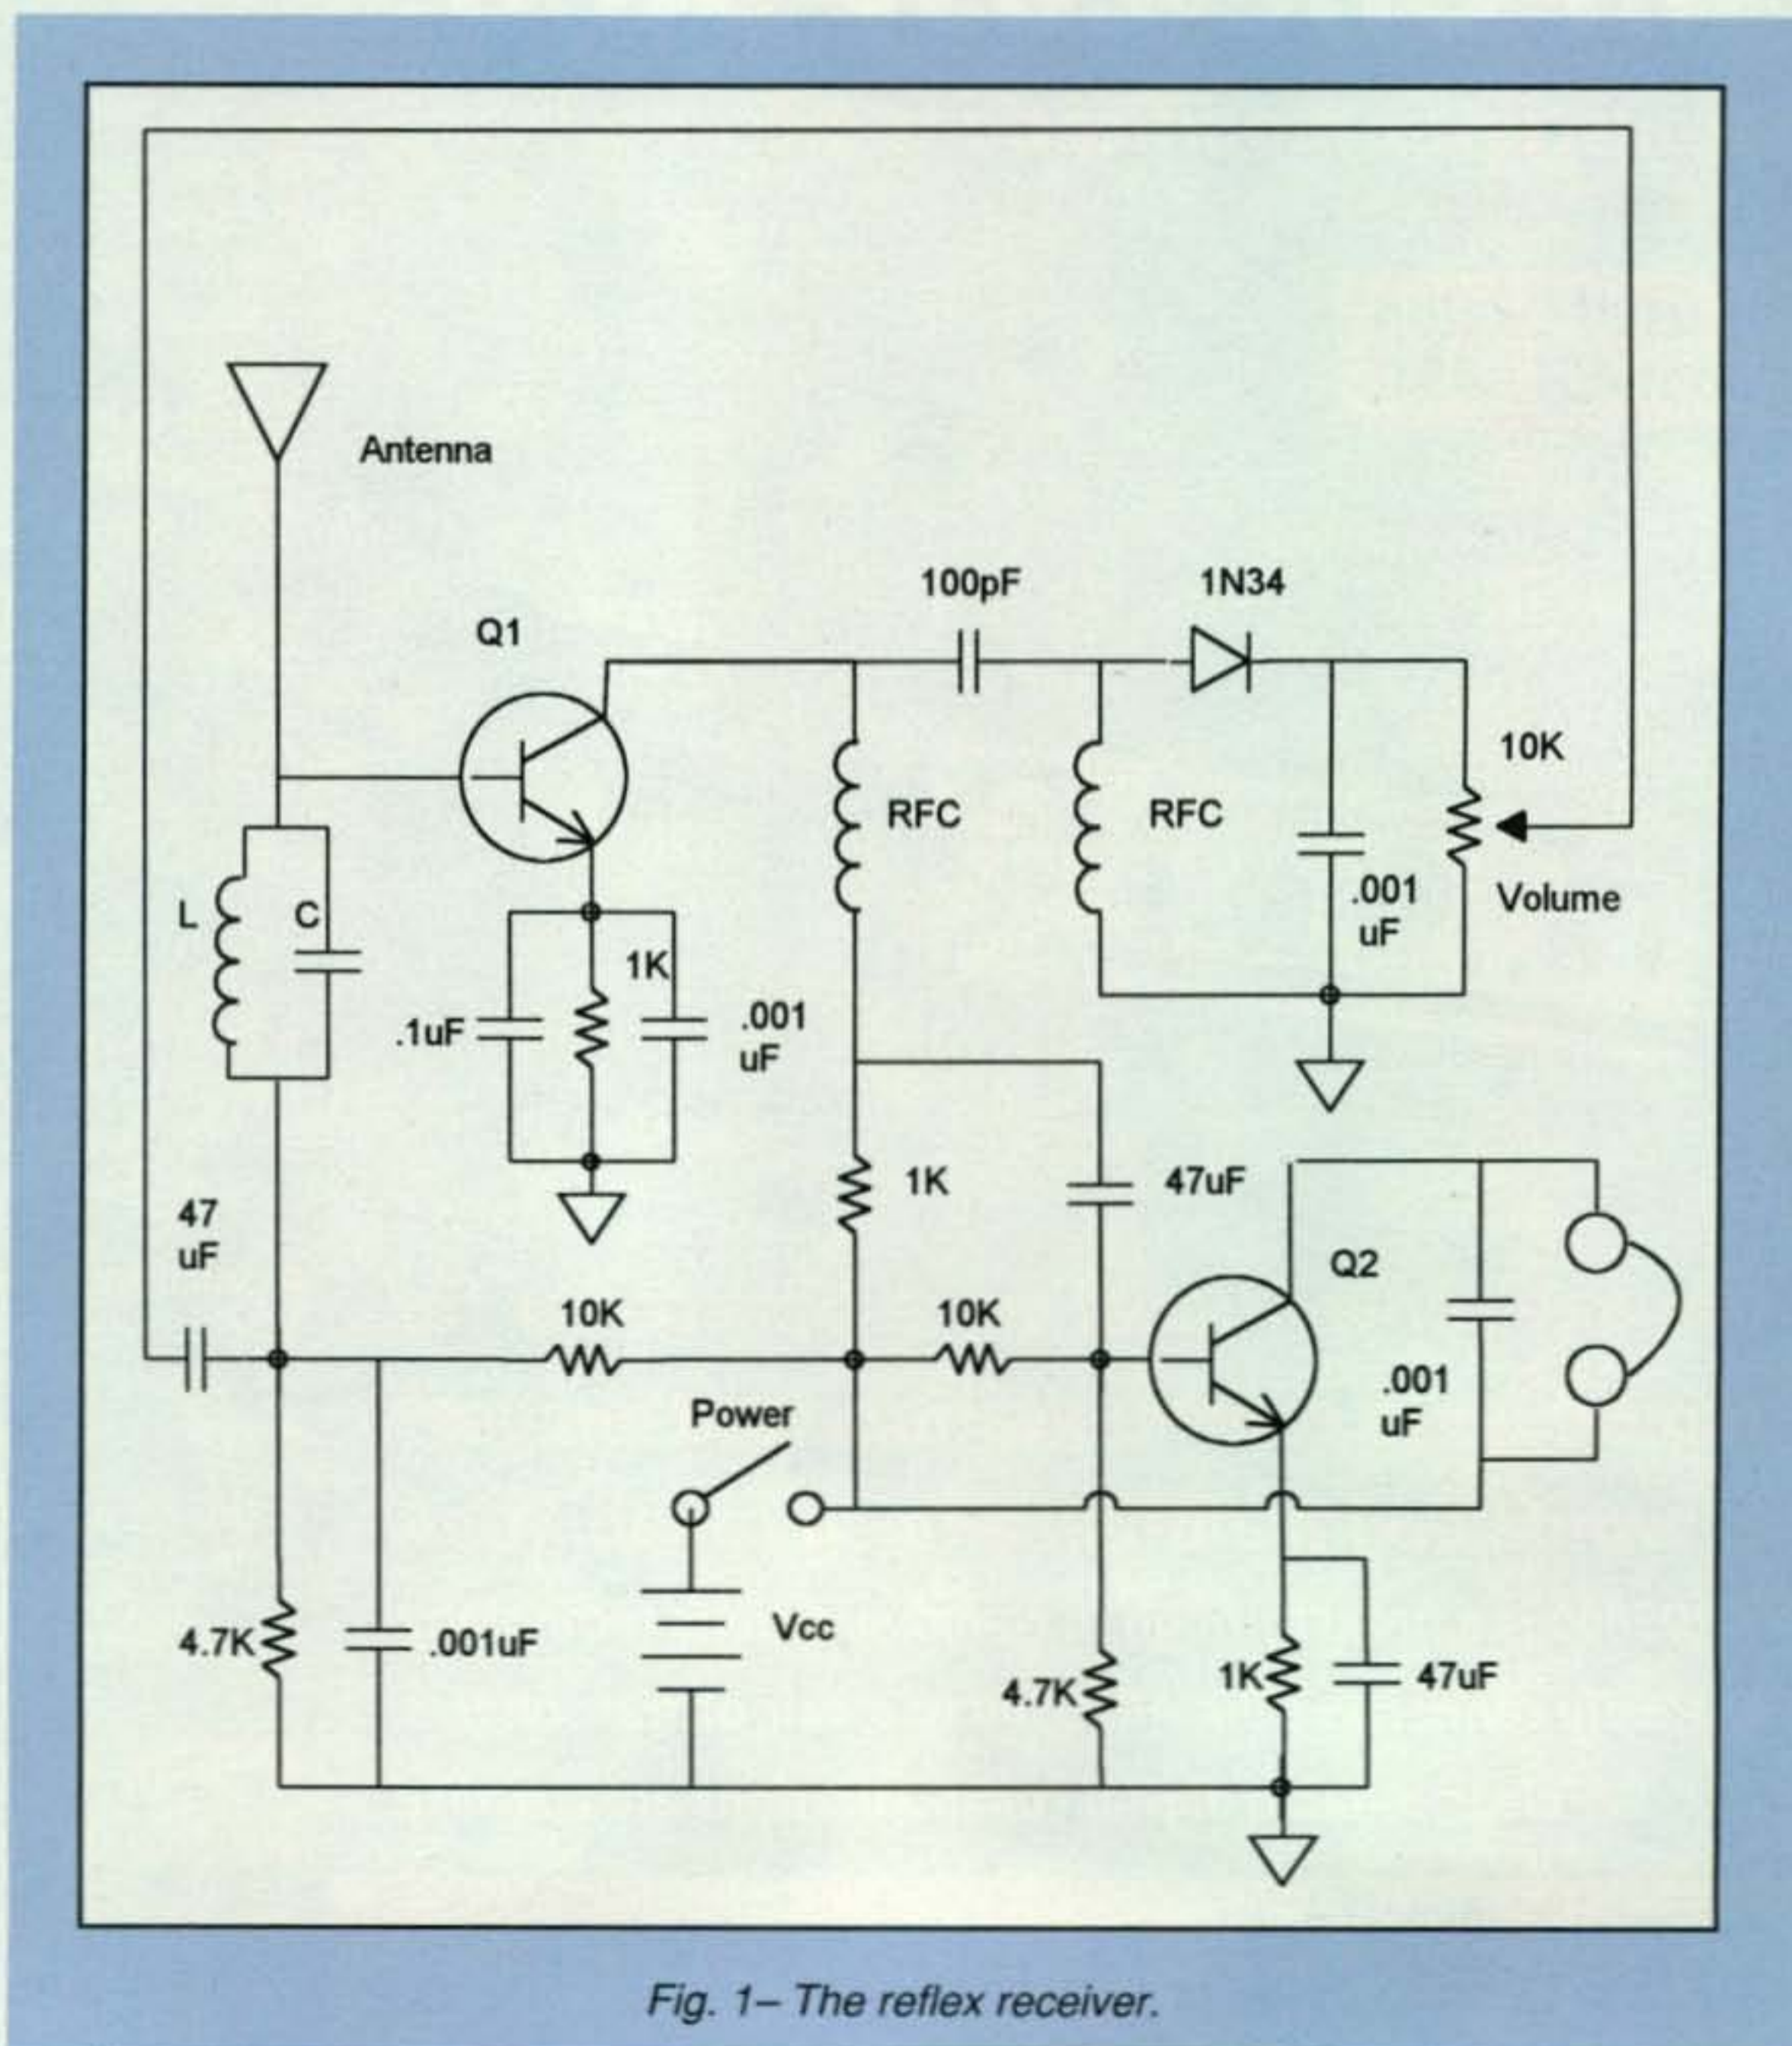 Antenna
100pF
1N34
Q1
10K
RFC
RFC
Volume
.001
uF
L
C
1K
.1uF
.001
uF
47
uF
1K
47uF
Q2
10K
10K
.001
uF
Power
4.7K
.001uF
Vcc
4.7K
1K
47uF
Fig. 1– The reflex receiver.